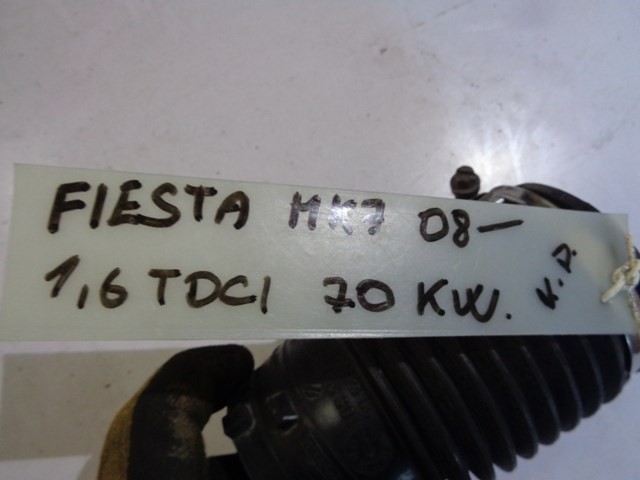 FIESTA MK7 08-
1,6 TDCI 70 KW. K.D.